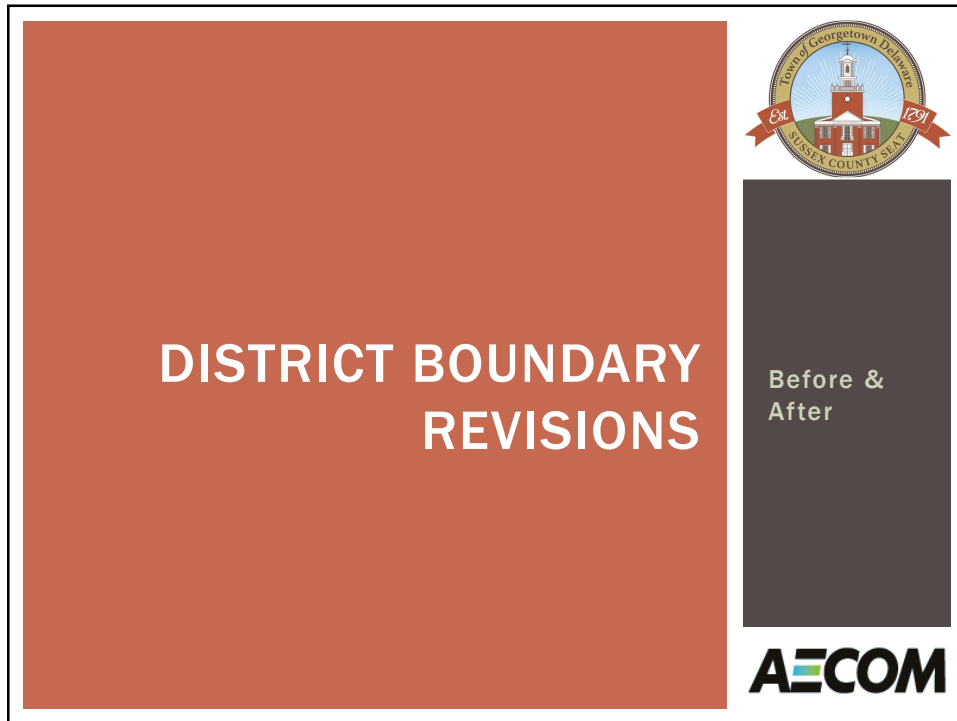 Town of Georgetown Delaware
Est. 1791
SUSSEX COUNTY SEAT
DISTRICT BOUNDARY
REVISIONS
Before &
After
AECOM